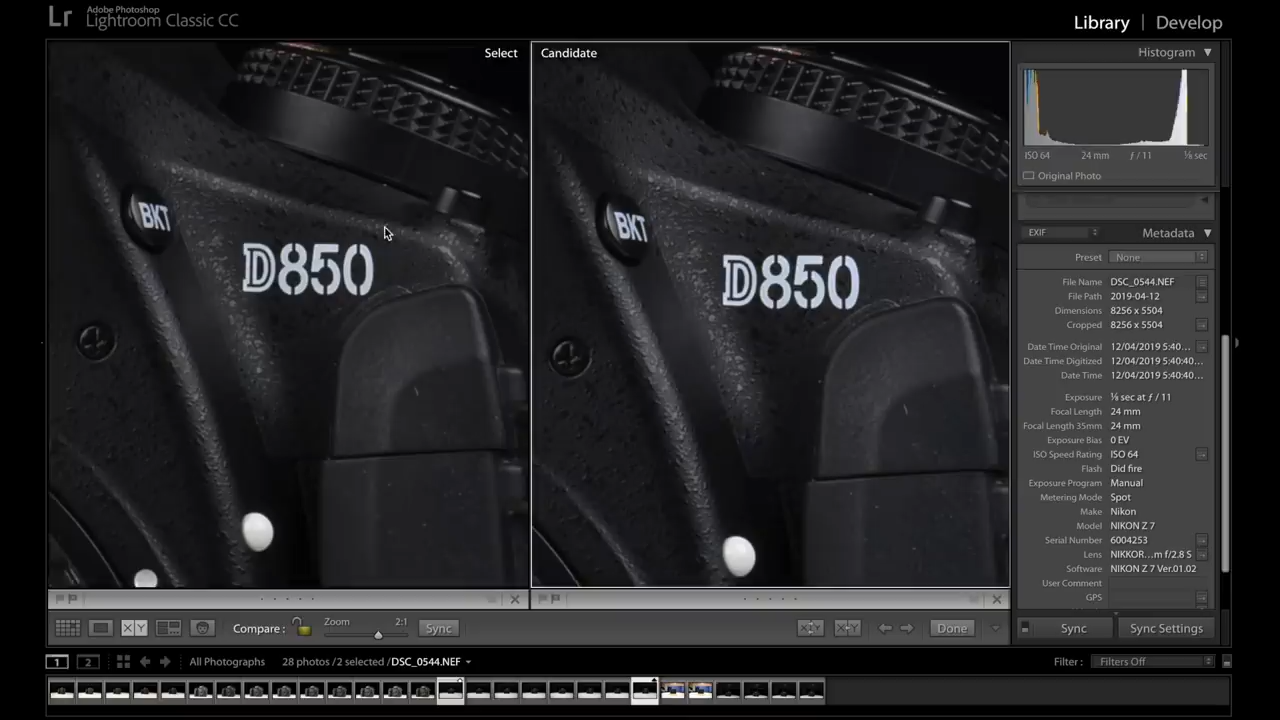 Lr
Adobe Photoshop
Lightroom Classic CC
Library | Develop
Select
Candidate
BKT
D850
BKT
D850
Histogram
ISO 64 24 mm ƒ / 11 ⅛ sec
Original Photo
EXIF Metadata
Preset None
File Name DSC_0544.NEF
File Path 2019-04-12
Dimensions 8256 x 5504
Cropped 8256 x 5504
Date Time Original 12/04/2019 5:40...
Date Time Digitized 12/04/2019 5:40:40...
Date Time 12/04/2019 5:40:40...
Exposure ⅛ sec at ƒ / 11
Focal Length 24 mm
Focal Length 35mm 24 mm
Exposure Bias 0 EV
ISO Speed Rating ISO 64
Flash Did fire
Exposure Program Manual
Metering Mode Spot
Make Nikon
Model NIKON Z 7
Serial Number 6004253
Lens NIKKOR...m f/2.8 S
Software NIKON Z 7 Ver.01.02
User Comment
GPS
XY Compare : Zoom 2:1 Sync
X Y X Y Done
Sync Sync Settings
1 2 All Photographs 28 photos / 2 selected / DSC_0544.NEF
Filter : Filters Off